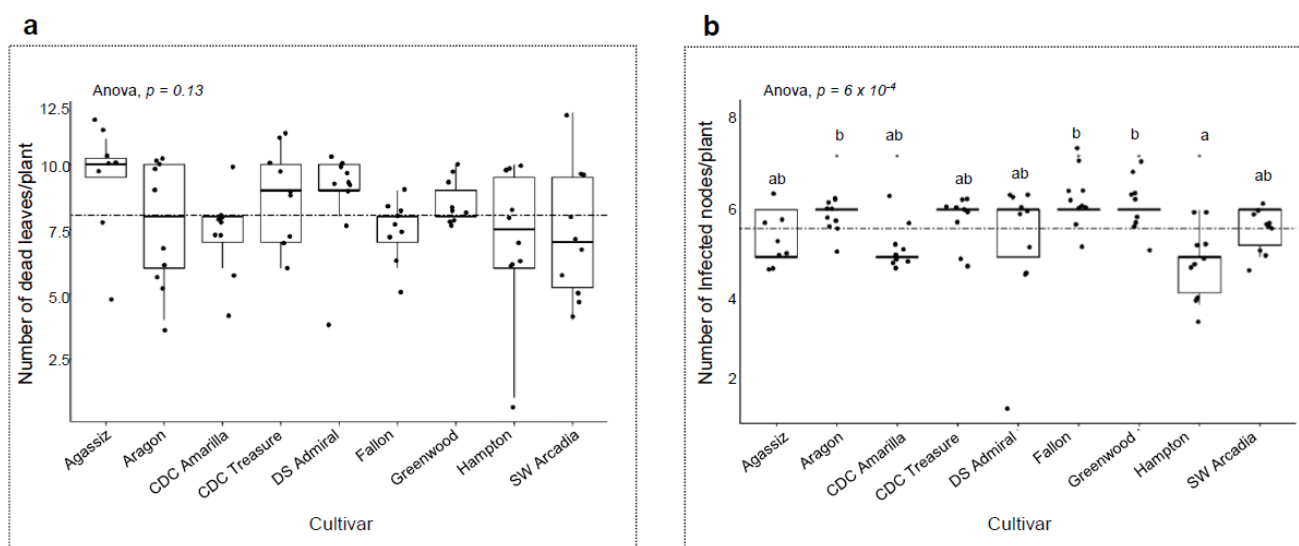 a
Anova, p = 0.13
Number of dead leaves/plant
12.5
10.0
7.5
5.0
2.5
Agassiz
Aragon
CDC Amarilla
CDC Treasure
DS Admiral
Fallon
Greenwood
Hampton
SW Arcadia
Cultivar
b
Anova, p = 6 x 10⁻⁴
Number of Infected nodes/plant
8
6
4
2
ab
b
ab
ab
ab
b
b
a
ab
Agassiz
Aragon
CDC Amarilla
CDC Treasure
DS Admiral
Fallon
Greenwood
Hampton
SW Arcadia
Cultivar